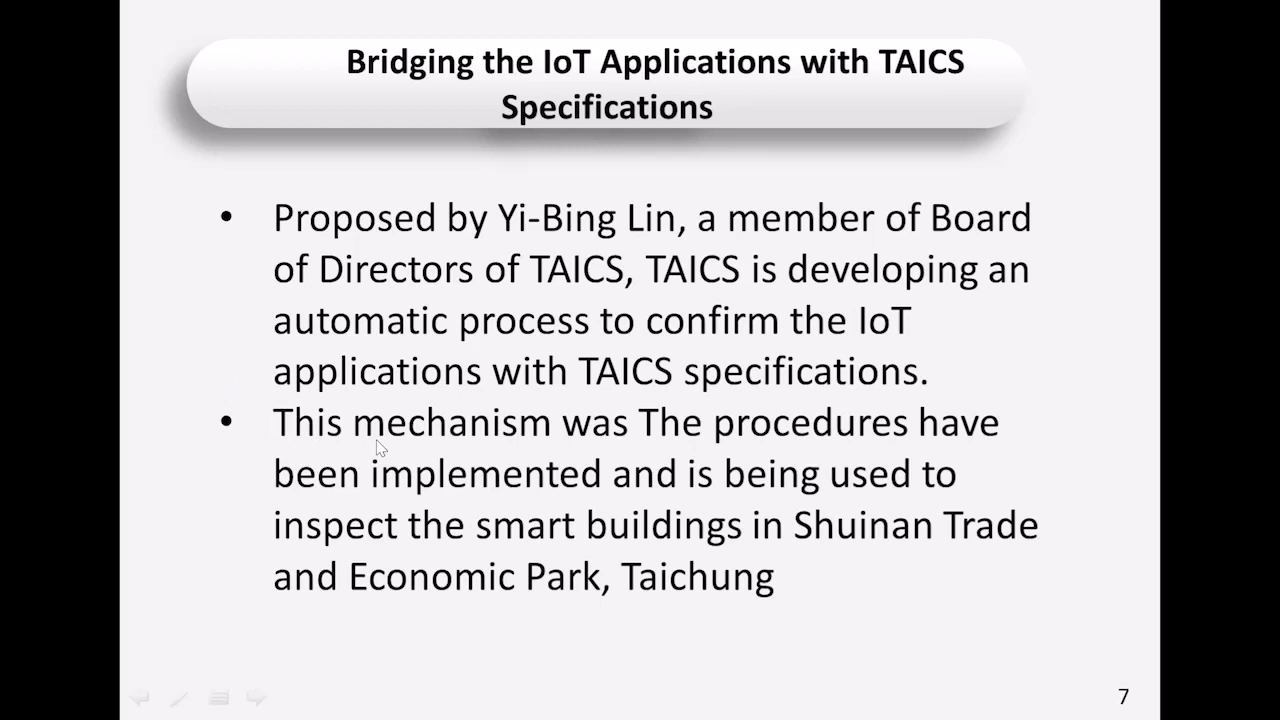 Bridging the IoT Applications with TAICS
Specifications
• Proposed by Yi-Bing Lin, a member of Board
of Directors of TAICS, TAICS is developing an
automatic process to confirm the IoT
applications with TAICS specifications.
• This mechanism was The procedures have
been implemented and is being used to
inspect the smart buildings in Shuinan Trade
and Economic Park, Taichung
7